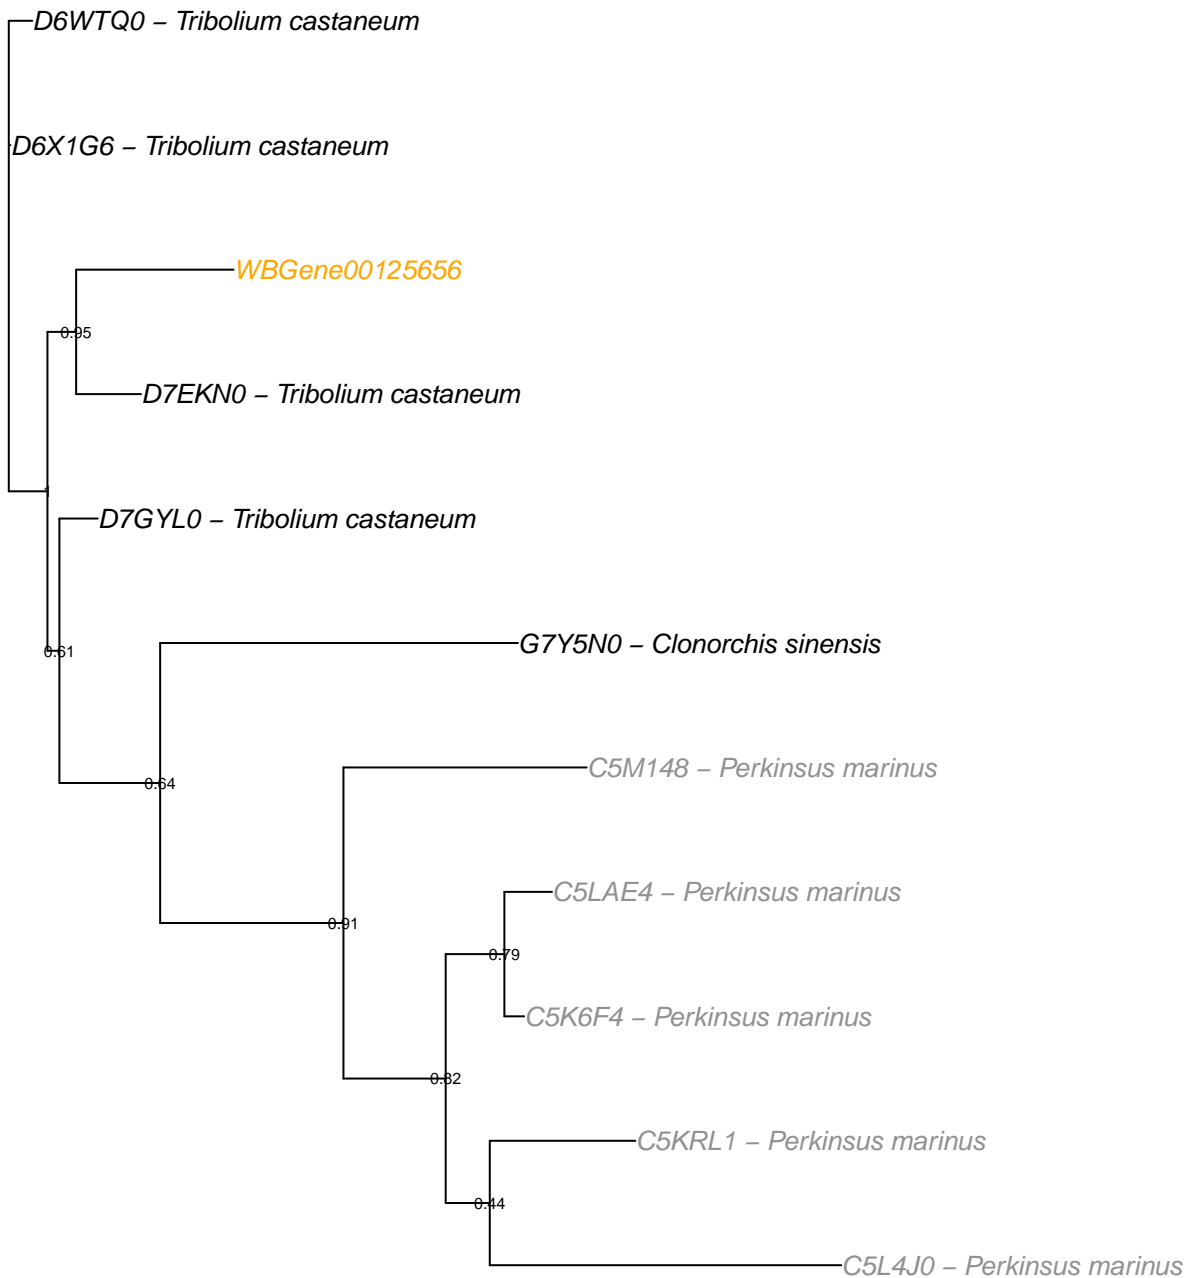 D6WTQ0 – Tribolium castaneum
D6X1G6 – Tribolium castaneum
WBGene00125656
0.95
D7EKN0 – Tribolium castaneum
1
D7GYL0 – Tribolium castaneum
G7Y5N0 – Clonorchis sinensis
0.61
C5M148 – Perkinsus marinus
0.64
C5LAE4 – Perkinsus marinus
0.91
0.79
C5K6F4 – Perkinsus marinus
0.82
C5KRL1 – Perkinsus marinus
0.44
C5L4J0 – Perkinsus marinus